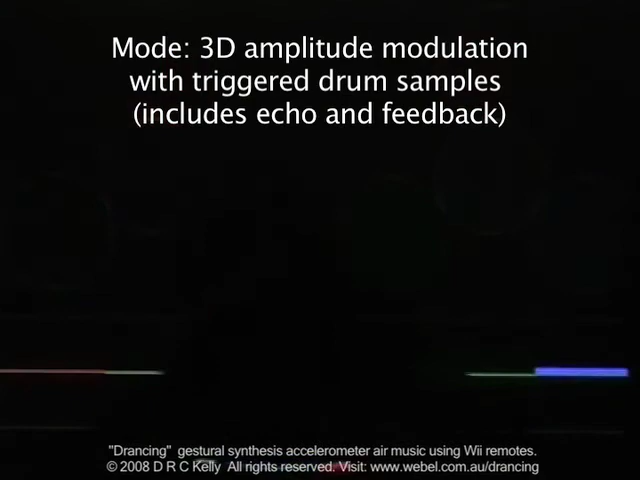 Mode: 3D amplitude modulation
with triggered drum samples
(includes echo and feedback)
"Drancing" gestural synthesis accelerometer air music using Wii remotes.
© 2008 D R C Kelly All rights reserved. Visit: www.webel.com.au/drancing